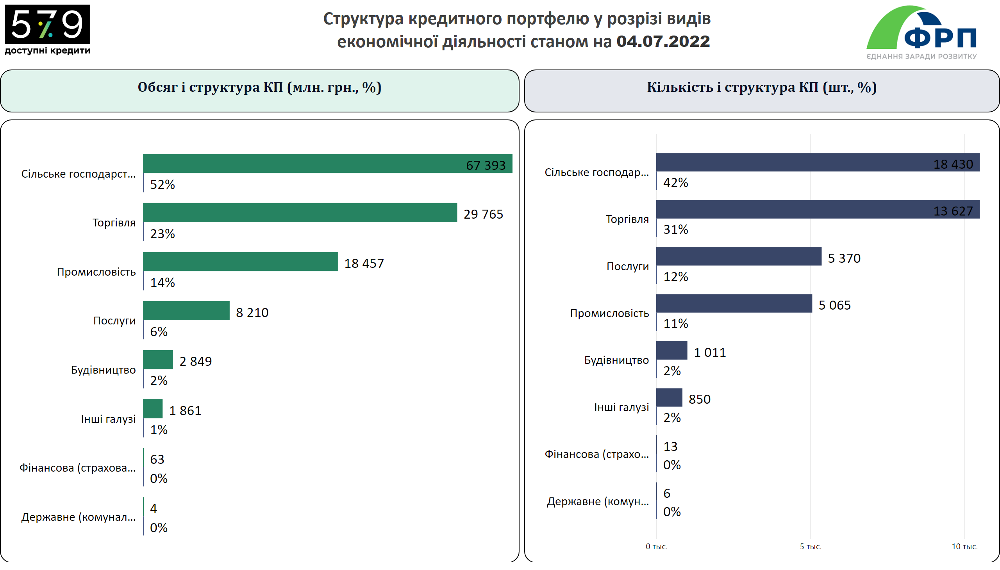 5%7%9
доступні кредити
Структура кредитного портфелю у розрізі видів
економічної діяльності станом на 04.07.2022
ФРП
ЄДНАННЯ ЗАРАДИ РОЗВИТКУ
Обсяг і структура КП (млн. грн., %)
Сільське господарст...
67 393
52%
Торгівля
29 765
23%
Промисловість
18 457
14%
Послуги
8 210
6%
Будівництво
2 849
2%
Інші галузі
1 861
1%
Фінансова (страхова...
63
0%
Державне (комунал...
4
0%
Кількість і структура КП (шт., %)
Сільське господар...
18 430
42%
Торгівля
13 627
31%
Послуги
5 370
12%
Промисловість
5 065
11%
Будівництво
1 011
2%
Інші галузі
850
2%
Фінансова (страхо...
13
0%
Державне (комун...
6
0%
0 тыс.
5 тыс.
10 тыс.